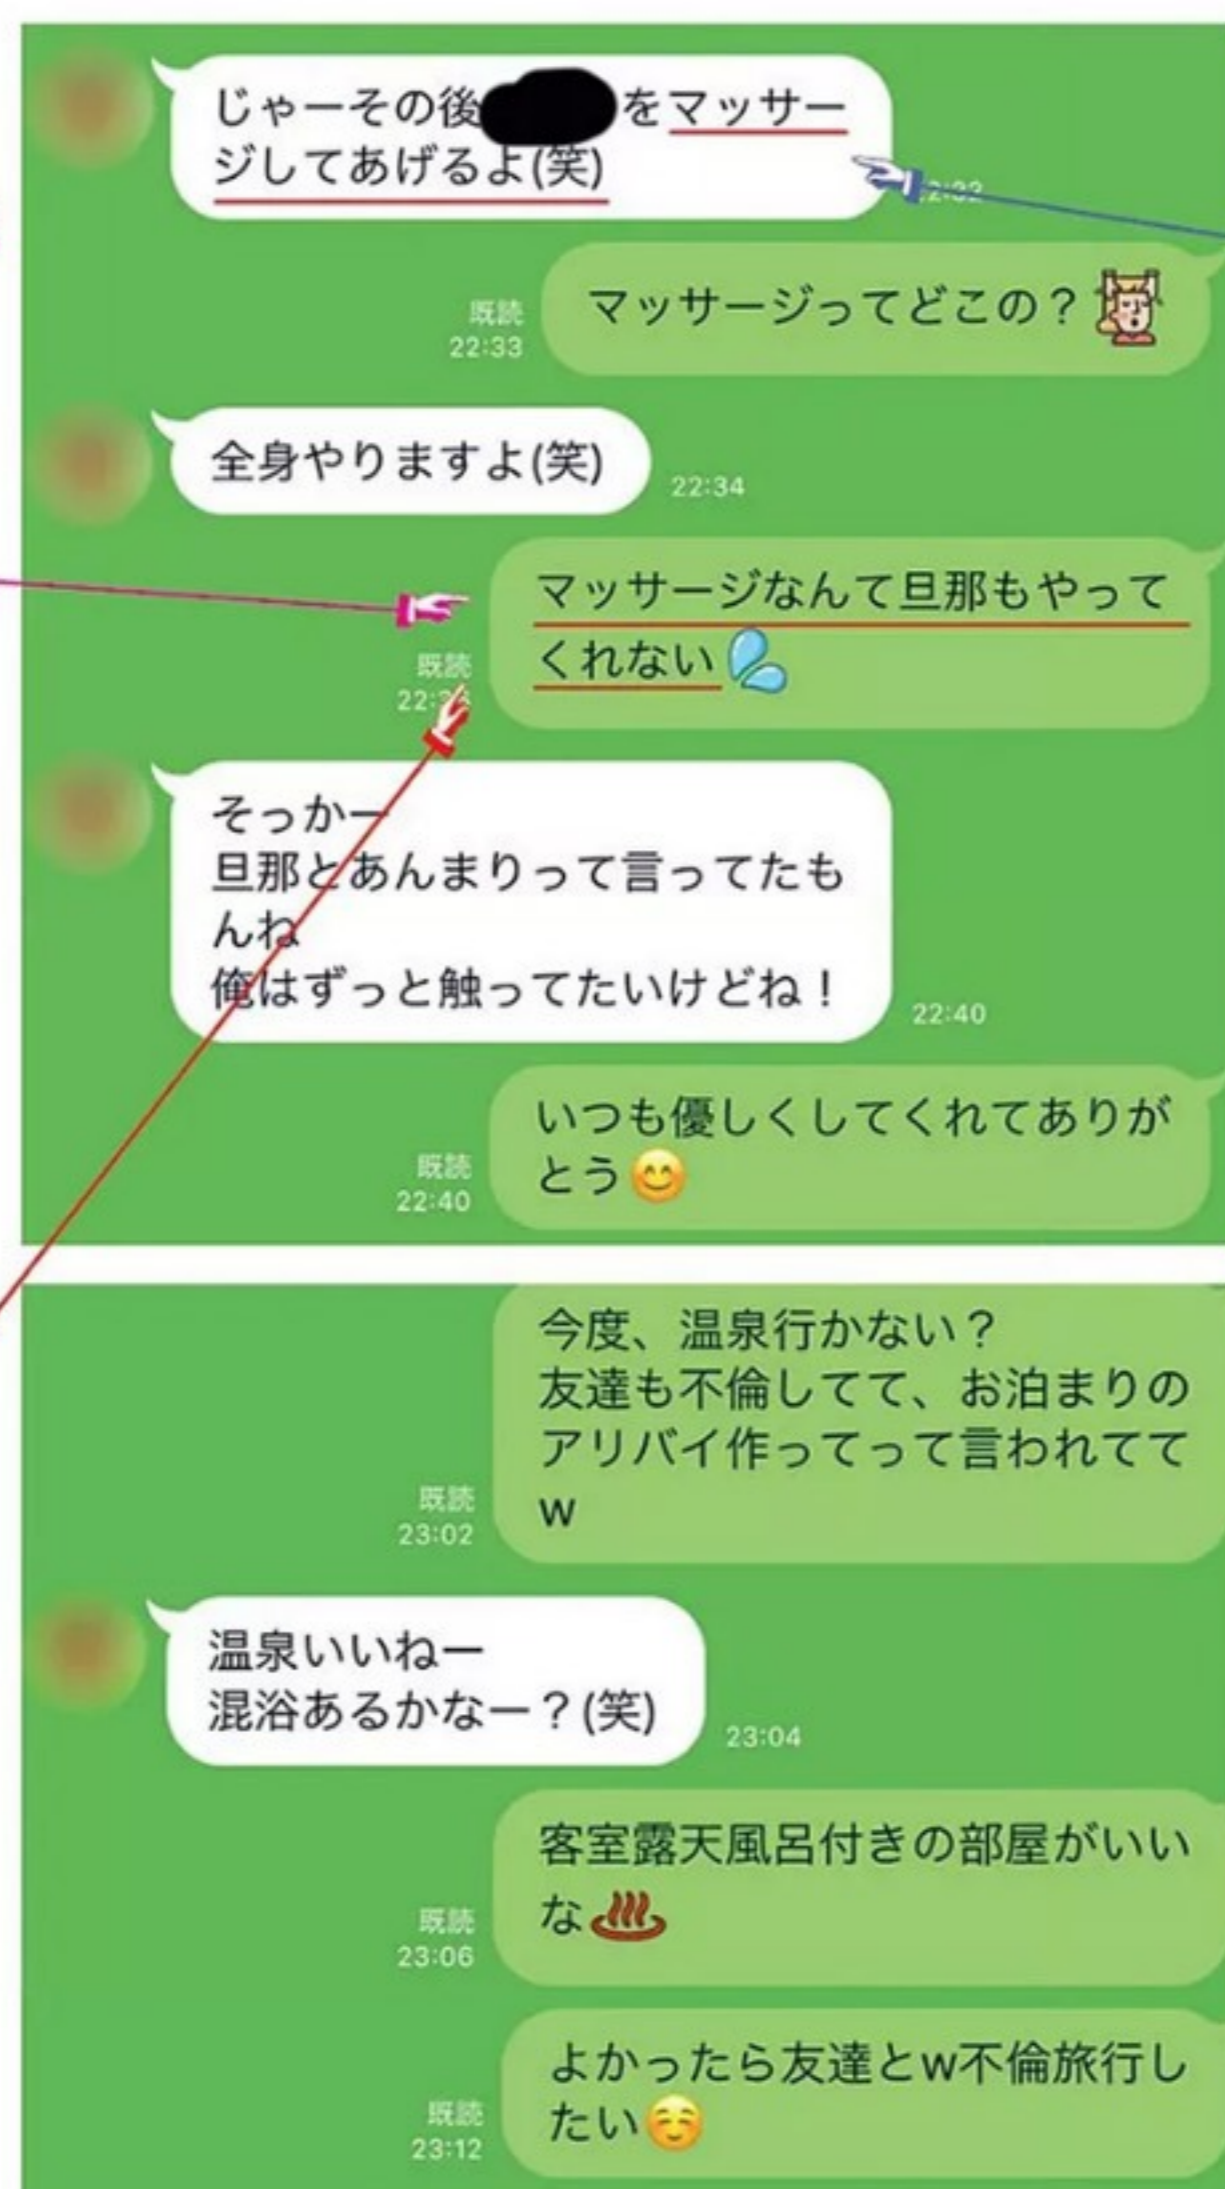 じゃーその後 をマッサー
ジしてあげるよ(笑)
マッサージってどこの？
既読
22:33
全身やりますよ(笑)
22:34
マッサージなんて旦那もやって
くれない
既読
そっかー
旦那とあんまりって言ってたも
んね
俺はずっと触ってたいけどね！
22:40
いつも優しくしてくれてありが
とう
既読
22:40
今度、温泉行かない？
友達も不倫してて、お泊まりの
アリバイ作ってって言われてて
w
既読
23:02
温泉いいねー
混浴あるかなー？(笑)
23:04
客室露天風呂付きの部屋がいい
な
既読
23:06
よかったら友達とw不倫旅行し
たい
既読
23:12